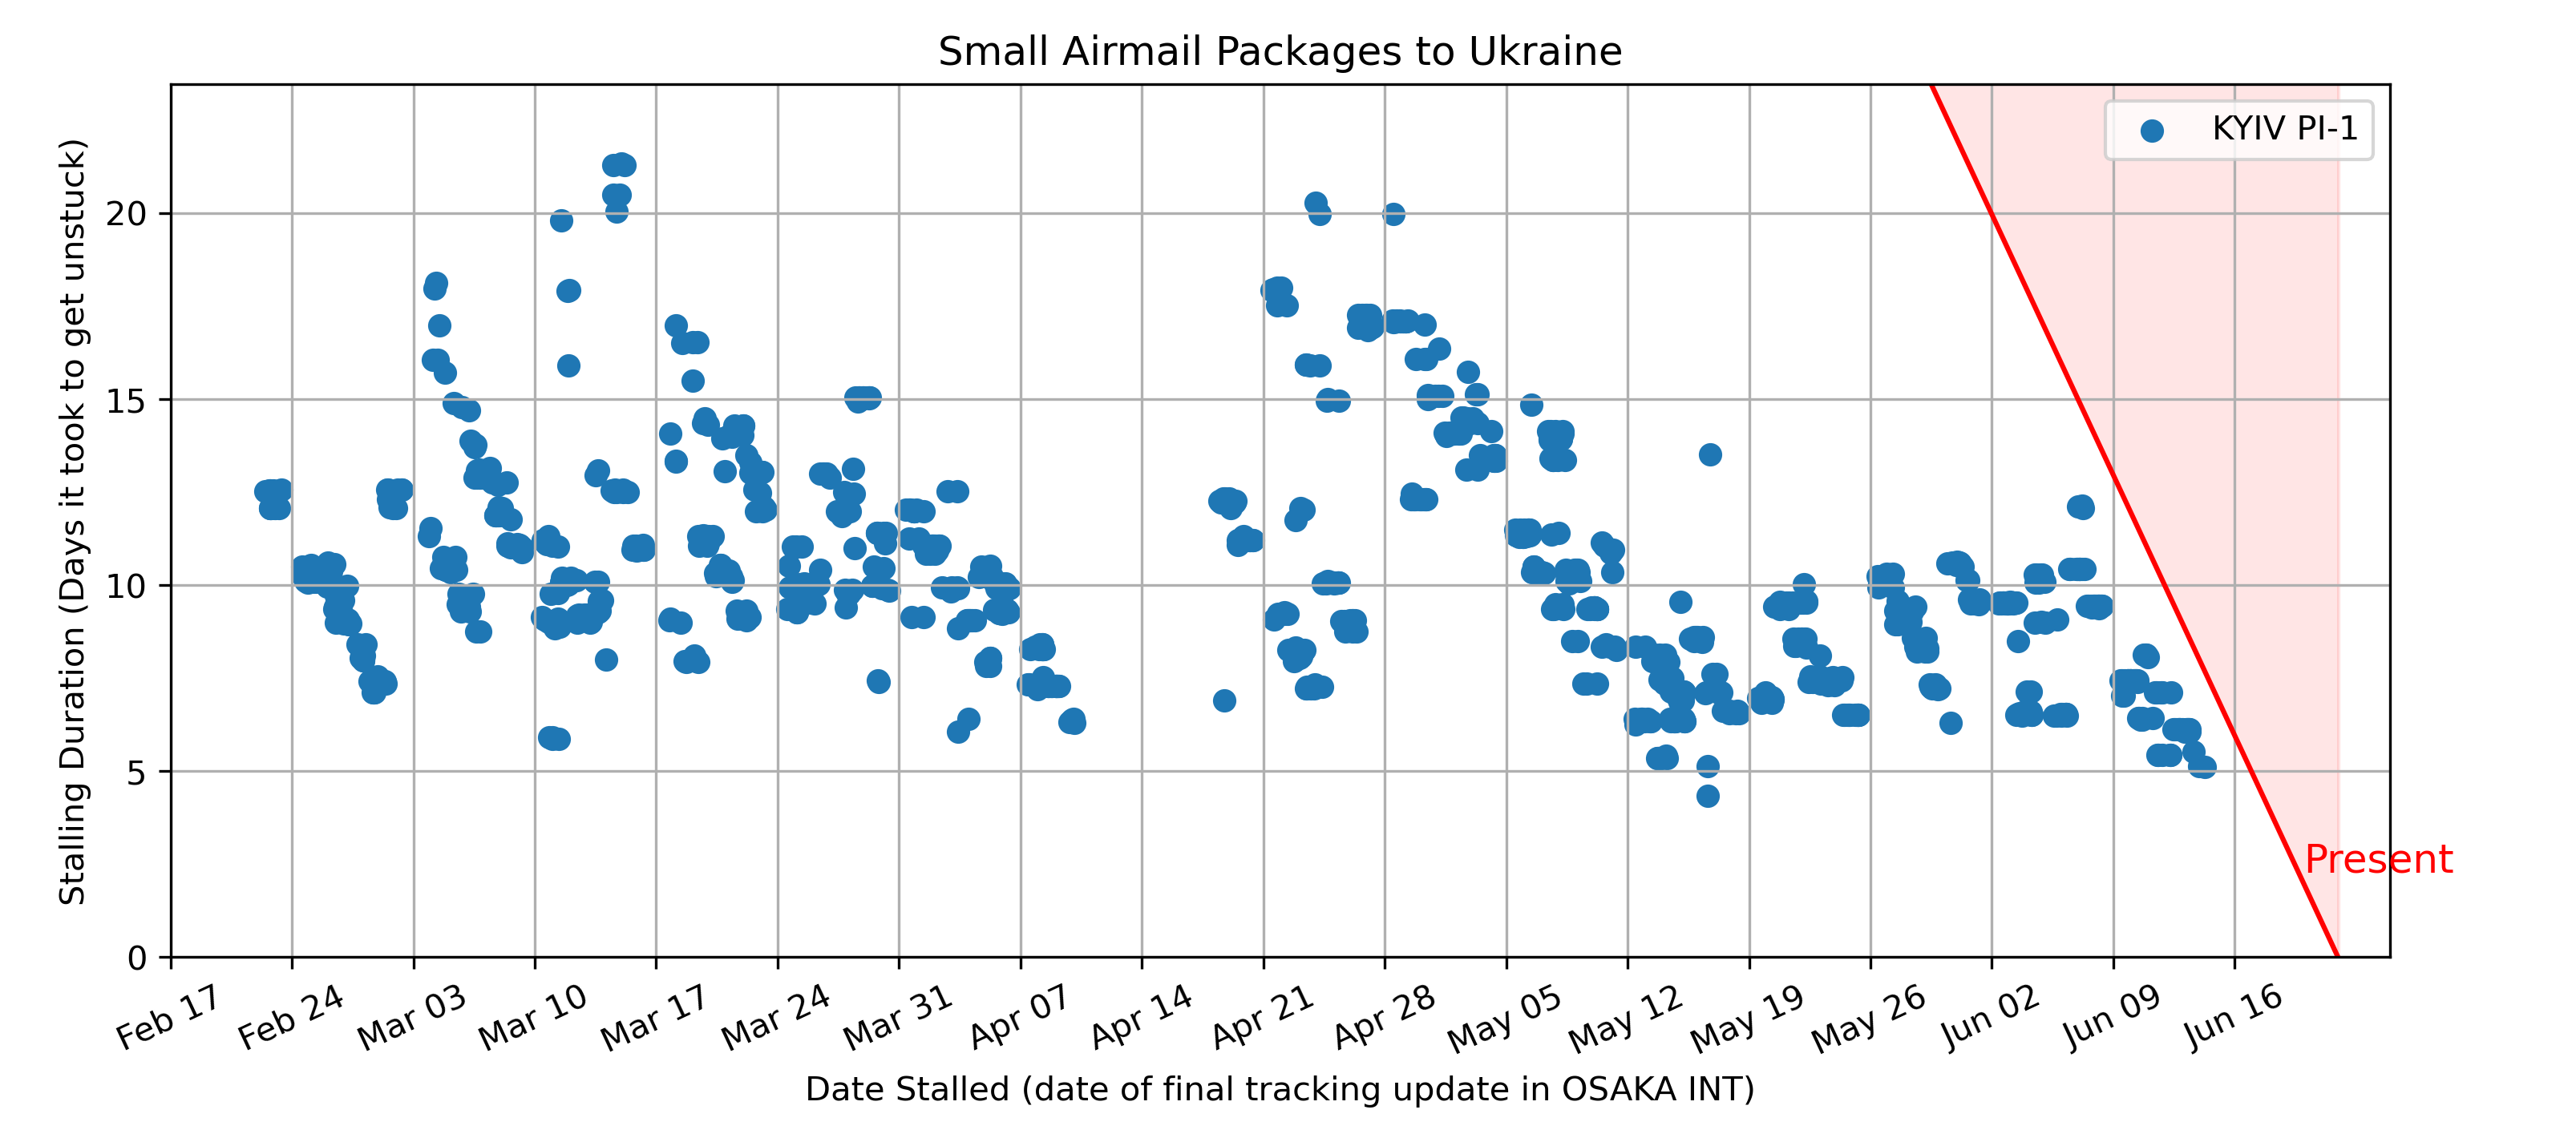 Small Airmail Packages to Ukraine
KYIV PI-1
Stalling Duration (Days it took to get unstuck)
20
15
10
5
0
Present
Feb 17 Feb 24 Mar 03 Mar 10 Mar 17 Mar 24 Mar 31 Apr 07 Apr 14 Apr 21 Apr 28 May 05 May 12 May 19 May 26 Jun 02 Jun 09 Jun 16
Date Stalled (date of final tracking update in OSAKA INT)